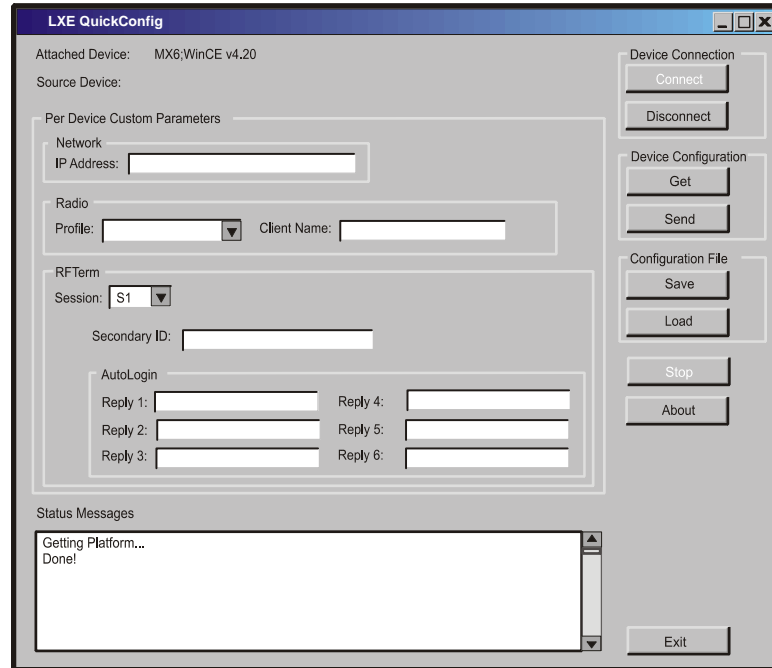 LXE QuickConfig
Attached Device: MX6;WinCE v4.20
Source Device:
Per Device Custom Parameters
Network
IP Address:
Radio
Profile: Client Name:
RFTerm
Session: S1
Secondary ID:
AutoLogin
Reply 1: Reply 4:
Reply 2: Reply 5:
Reply 3: Reply 6:
Status Messages
Getting Platform...
Done!
Device Connection
Connect
Disconnect
Device Configuration
Get
Send
Configuration File
Save
Load
Stop
About
Exit